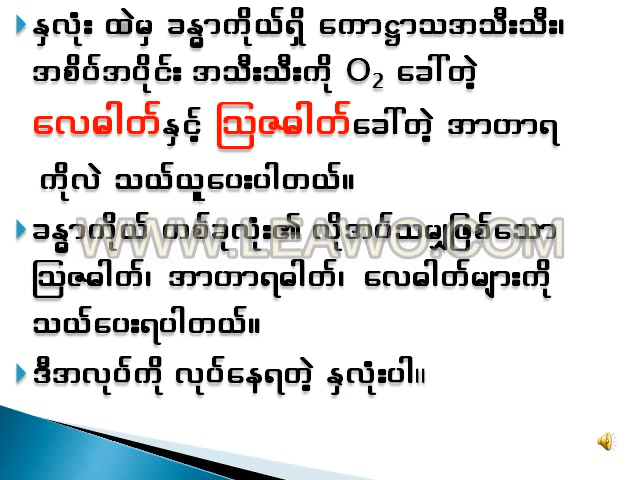 နှလုံး ထဲမှ ခန္ဓာကိုယ်ရှိ ကောဋ္ဌာသအသီးသီး၊
အစိပ်အပိုင်း အသီးသီးကို O₂ ခေါ်တဲ့
လေဓါတ်နှင့် ဩဇဓါတ်ခေါ်တဲ့ အာဟာရ
ကိုလဲ သယ်ယူပေးပါတယ်။
ခန္ဓာကိုယ် တစ်ခုလုံး၏ လိုအပ်သမျှဖြစ်သော
ဩဇဓါတ်၊ အာဟာရဓါတ်၊ လေဓါတ်များကို
သယ်ပေးရပါတယ်။
ဒီအလုပ်ကို လုပ်နေရတဲ့ နှလုံးပါ။
WWW.LEAWO.COM